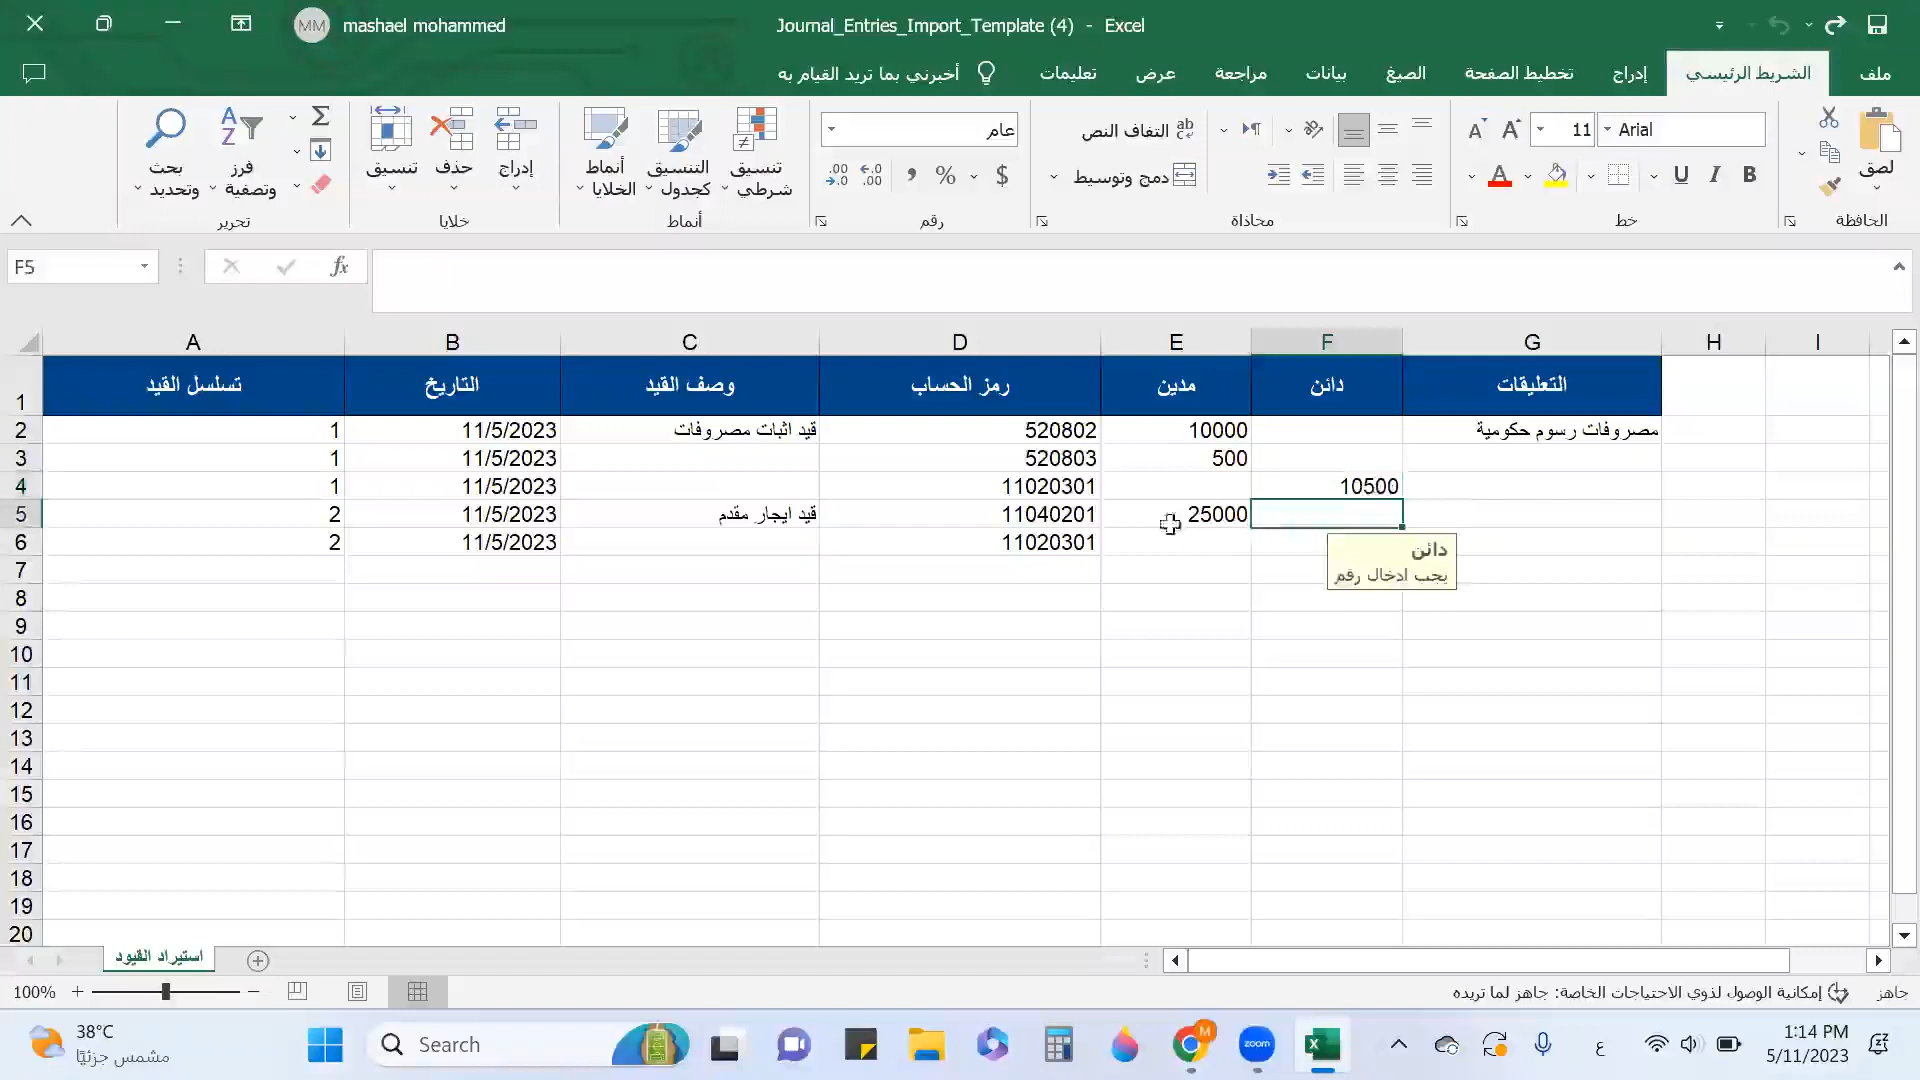 mashael mohammed
Journal_Entries_Import_Template (4) - Excel
ملف
الشريط الرئيسي
إدراج
تخطيط الصفحة
الصيغ
بيانات
مراجعة
عرض
تعليمات
أخبرني بما تريد القيام به
لصق
الحافظة
Arial
11
B I U
خط
التفاف النص
دمج وتوسيط
محاذاة
عام
$ % ,
رقم
تنسيق شرطي
التنسيق كجدول
أنماط الخلايا
أنماط
إدراج
حذف
تنسيق
خلايا
فرز وتصفية
بحث وتحديد
تحرير
F5
fx
A B C D E F G H I
1 تسلسل القيد التاريخ وصف القيد رمز الحساب مدين دائن التعليقات
2 1 11/5/2023 قيد اثبات مصروفات 520802 10000 مصروفات رسوم حكومية
3 1 11/5/2023 520803 500
4 1 11/5/2023 11020301 10500
5 2 11/5/2023 قيد ايجار مقدم 11040201 25000
6 2 11/5/2023 11020301
دائن
يجب ادخال رقم
7
8
9
10
11
12
13
14
15
16
17
18
19
20
استيراد القيود
100%
إمكانية الوصول لذوي الاحتياجات الخاصة: جاهز لما تريده
جاهز
38°C
مشمس جزئيًا
Search
zoom
ع
1:14 PM
5/11/2023